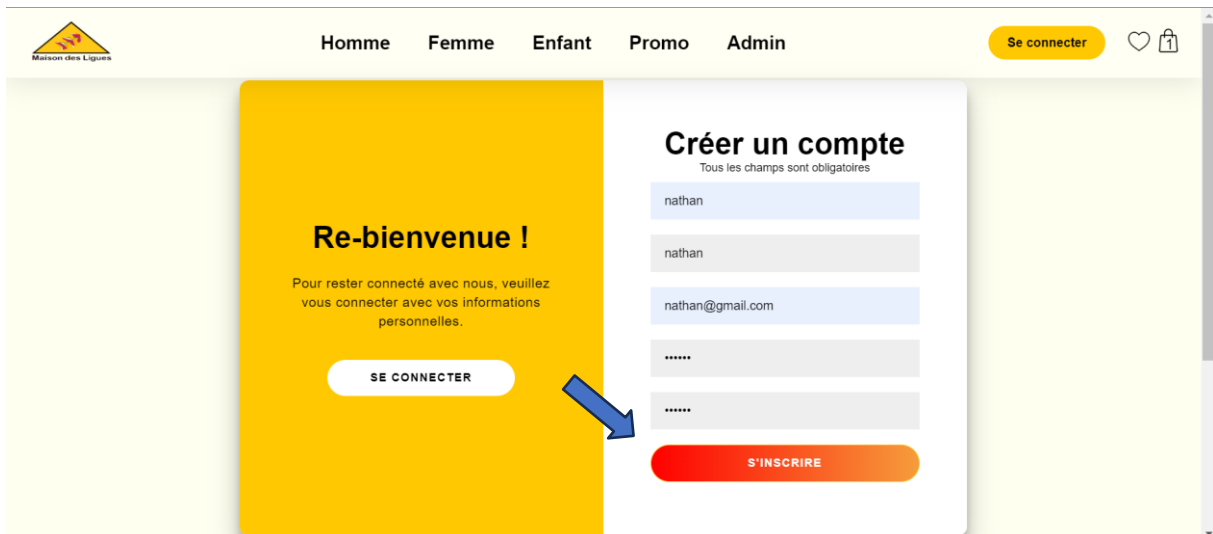 Maison des Ligues
Homme Femme Enfant Promo Admin
Se connecter
1
Re-bienvenue !
Pour rester connecté avec nous, veuillez
vous connecter avec vos informations
personnelles.
SE CONNECTER
Créer un compte
Tous les champs sont obligatoires
nathan
nathan
nathan@gmail.com
••••••
••••••
S'INSCRIRE